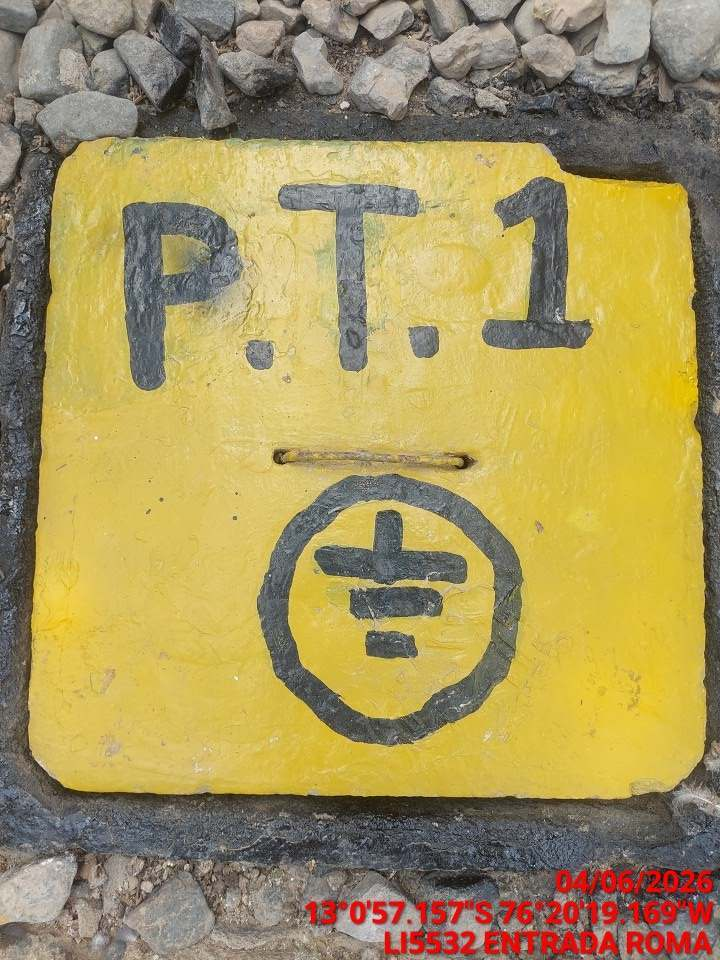 P.T.1
04/06/2026
13°0'57.157"S 76°20'19.169"W
LI5532 ENTRADA ROMA